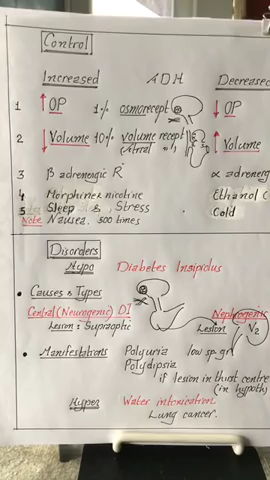 Control
Increased ADH Decreased
1 ↑ OP 1% osmorecept ↓ OP
2 ↓ Volume 10% volume recept ↑ Volume
(Atrial
3 β adrenergic R α adrenerg
4 Morphine & nicotine Ethanol (
5 Sleep & Stress Cold
Note Nausea 500 times
Disorders
Hypo Diabetes Insipidus
• Causes & Types
Central (Neurogenic) DI Nephrogenic
Lesion : Supraoptic Lesion V2
• Manifestations Polyuria low sp.gr
Polydipsia
if lesion in thirst centre
(in hypoth)
Hyper Water intoxication
Lung cancer.